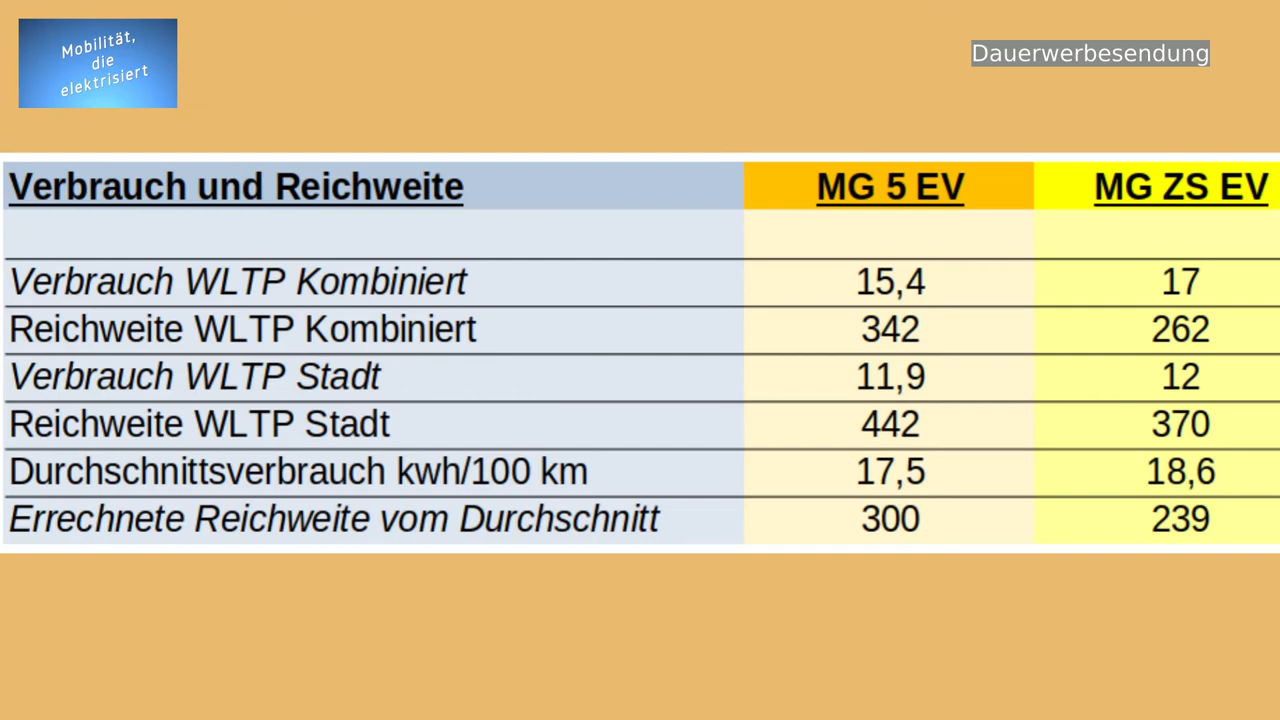 Mobilität,
die
elektrisiert
Dauerwerbesendung
Verbrauch und Reichweite MG 5 EV MG ZS EV
Verbrauch WLTP Kombiniert 15,4 17
Reichweite WLTP Kombiniert 342 262
Verbrauch WLTP Stadt 11,9 12
Reichweite WLTP Stadt 442 370
Durchschnittsverbrauch kwh/100 km 17,5 18,6
Errechnete Reichweite vom Durchschnitt 300 239